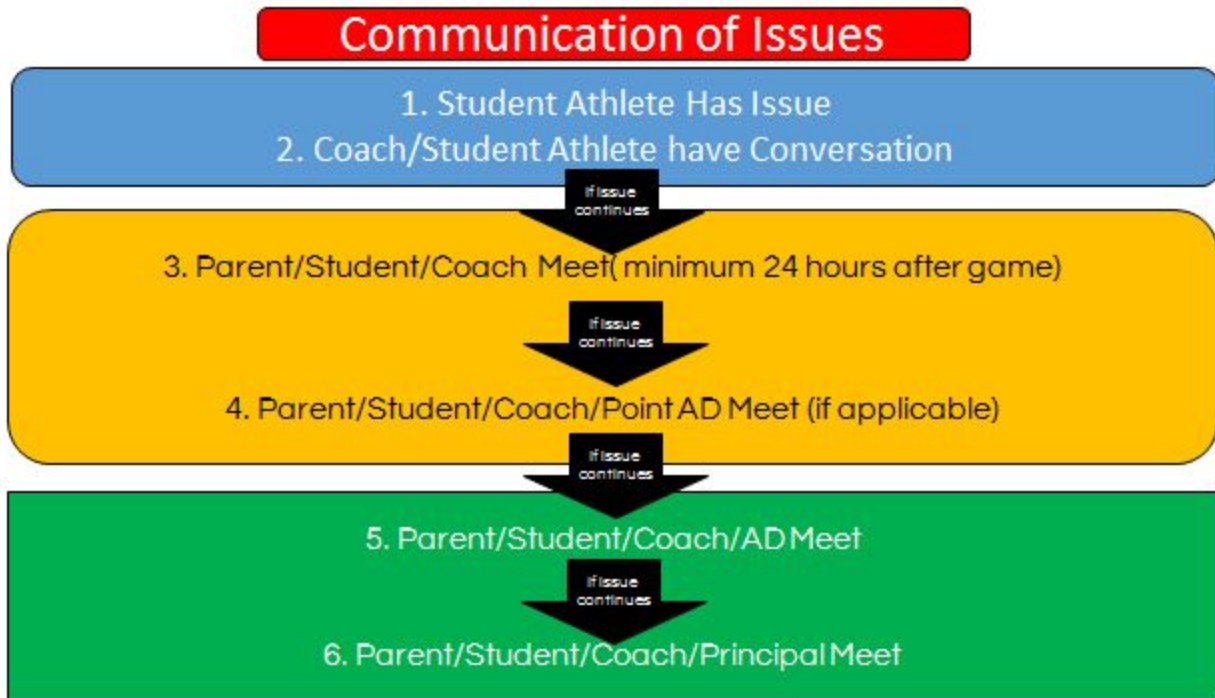 Communication of Issues
1. Student Athlete Has Issue
2. Coach/Student Athlete have Conversation
if issue
continues
3. Parent/Student/Coach Meet( minimum 24 hours after game)
if issue
continues
4. Parent/Student/Coach/Point AD Meet (if applicable)
if issue
continues
5. Parent/Student/Coach/AD Meet
if issue
continues
6. Parent/Student/Coach/Principal Meet